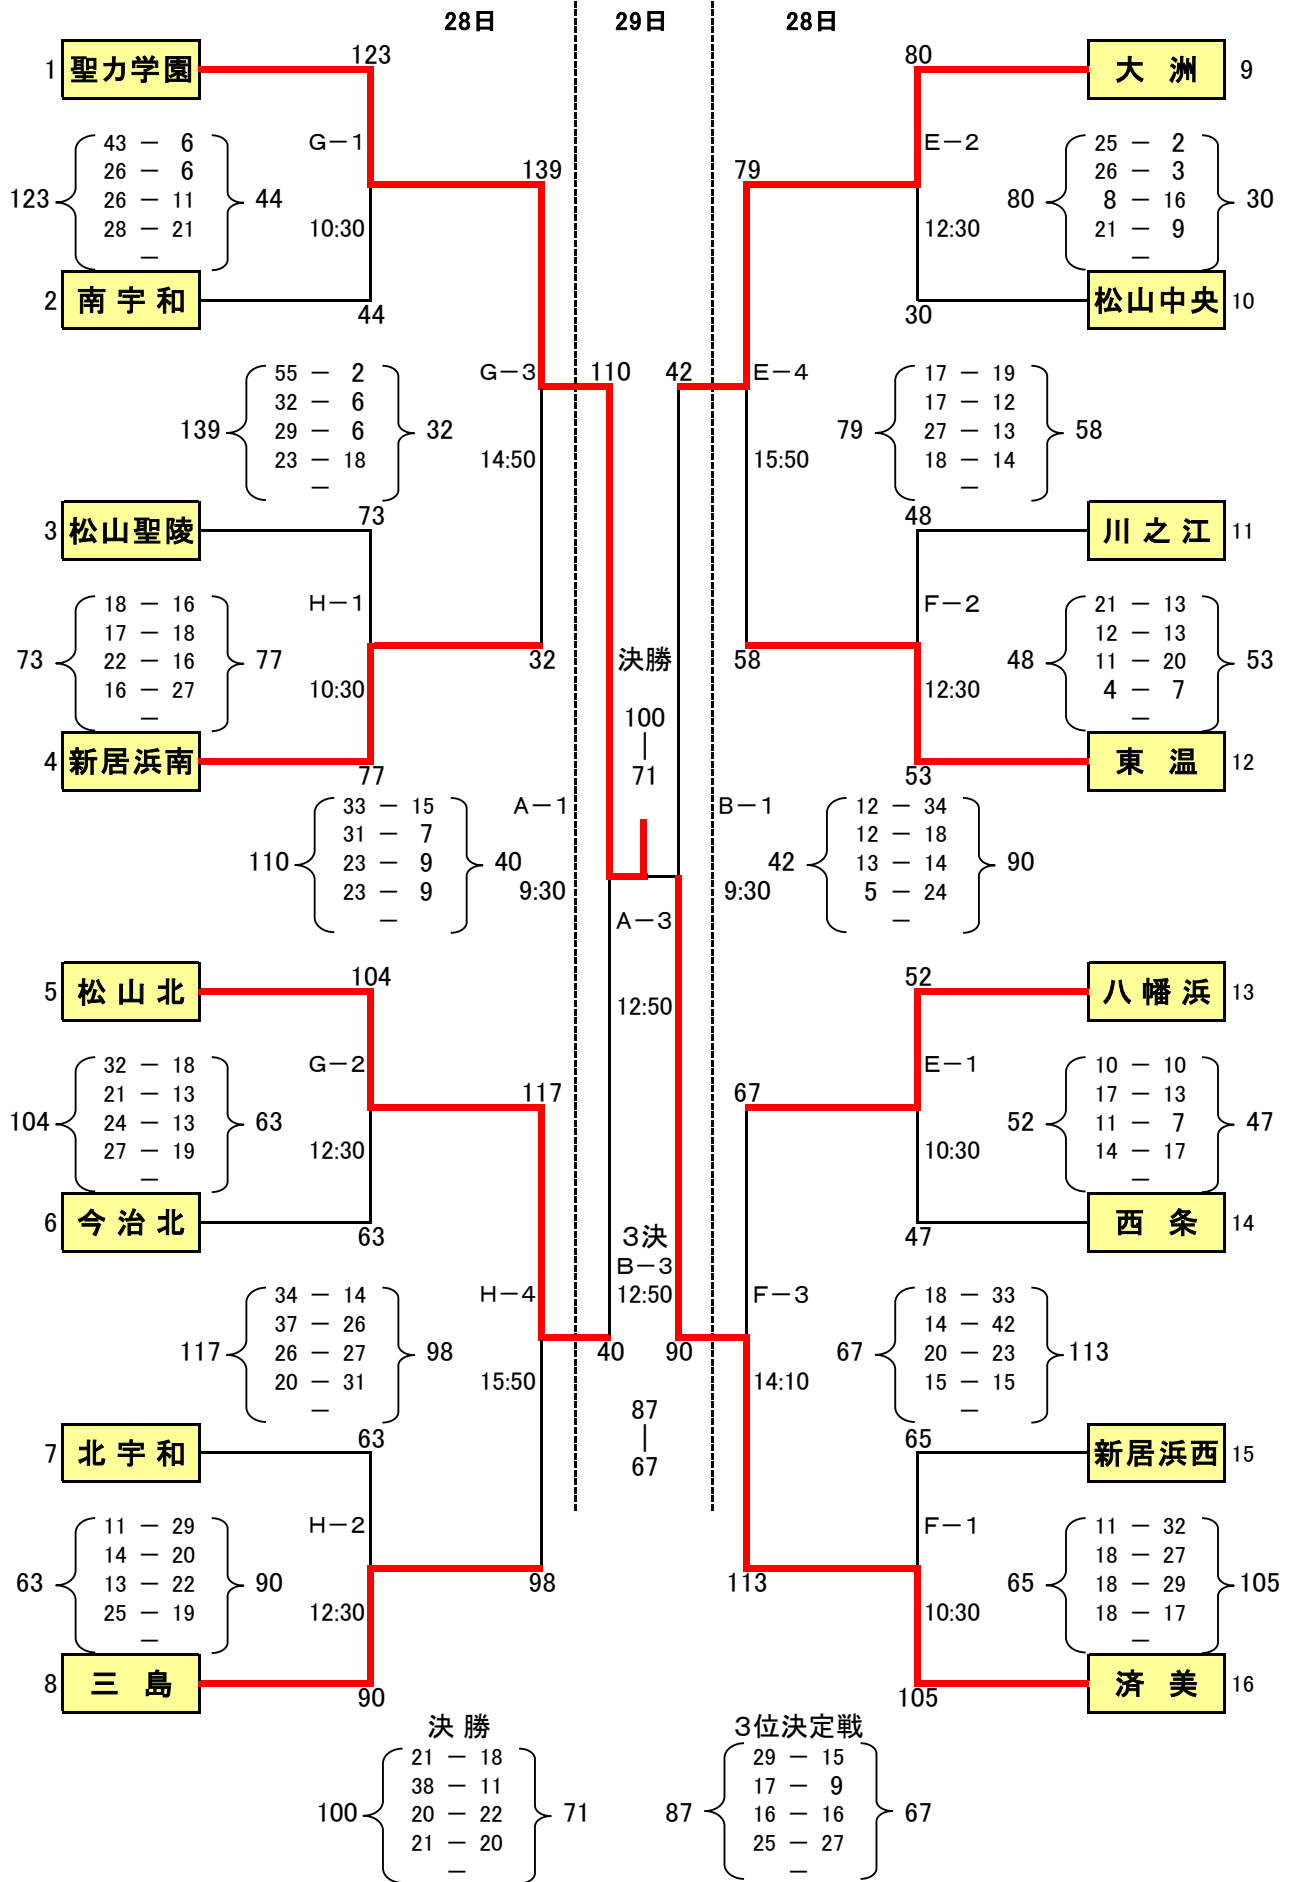 28日 29日 28日
1 聖カ学園 123 80 大洲 9
43 － 6 G－1 E－2 25 － 2
26 － 6 139 79 26 － 3
123 26 － 11 44 80 8 － 16 30
28 － 21 10:30 12:30 21 － 9
－ －
2 南宇和 44 30 松山中央 10
55 － 2 G－3 110 42 E－4 17 － 19
32 － 6 17 － 12
139 29 － 6 32 79 27 － 13 58
23 － 18 14:50 15:50 18 － 14
－ －
3 松山聖陵 73 48 川之江 11
18 － 16 H－1 F－2 21 － 13
17 － 18 12 － 13
73 22 － 16 77 32 決勝 58 48 11 － 20 53
16 － 27 10:30 12:30 4 － 7
－ 100 －
｜
4 新居浜南 77 71 53 東温 12
33 － 15 A－1 B－1 12 － 34
31 － 7 12 － 18
110 23 － 9 40 42 13 － 14 90
23 － 9 9:30 9:30 5 － 24
－ A－3 －
5 松山北 104 52 八幡浜 13
12:50
32 － 18 G－2 E－1 10 － 10
21 － 13 117 67 17 － 13
104 24 － 13 63 52 11 － 7 47
27 － 19 12:30 10:30 14 － 17
－ －
6 今治北 63 3決 47 西条 14
B－3
34 － 14 H－4 12:50 F－3 18 － 33
37 － 26 14 － 42
117 26 － 27 98 40 90 67 20 － 23 113
20 － 31 15:50 14:10 15 － 15
－ 87 －
｜
7 北宇和 63 67 65 新居浜西 15
11 － 29 H－2 F－1 11 － 32
14 － 20 18 － 27
63 13 － 22 90 98 113 65 18 － 29 105
25 － 19 12:30 10:30 18 － 17
－ －
8 三島 90 105 済美 16
決勝 3位決定戦
21 － 18 29 － 15
38 － 11 17 － 9
100 20 － 22 71 87 16 － 16 67
21 － 20 25 － 27
－ －